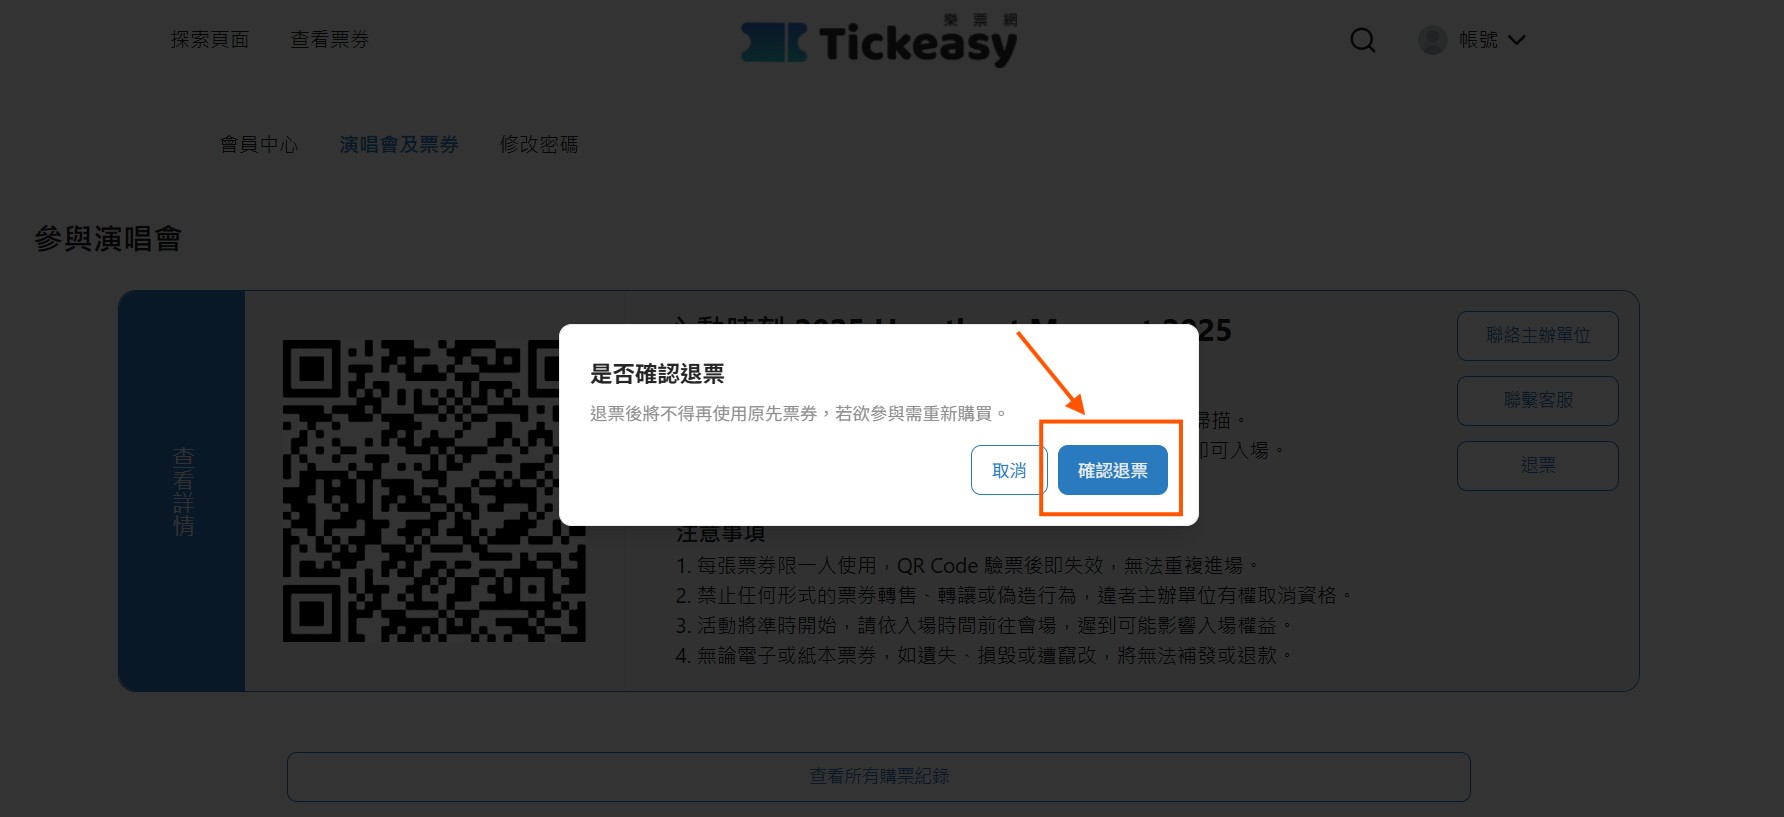 探索頁面
查看票券
樂票網
Tickeasy
帳號
會員中心
演唱會及票券
修改密碼
參與演唱會
查看詳情
2025
聯絡主辦單位
聯繫客服
退票
是否確認退票
退票後將不得再使用原先票券，若欲參與需重新購買。
取消
確認退票
掃描。
即可入場。
注意事項
1. 每張票券限一人使用，QR Code 驗票後即失效，無法重複進場。
2. 禁止任何形式的票券轉售、轉讓或偽造行為，違者主辦單位有權取消資格。
3. 活動將準時開始，請依入場時間前往會場，遲到可能影響入場權益。
4. 無論電子或紙本票券，如遺失、損毀或遭竄改，將無法補發或退款。
查看所有購票紀錄